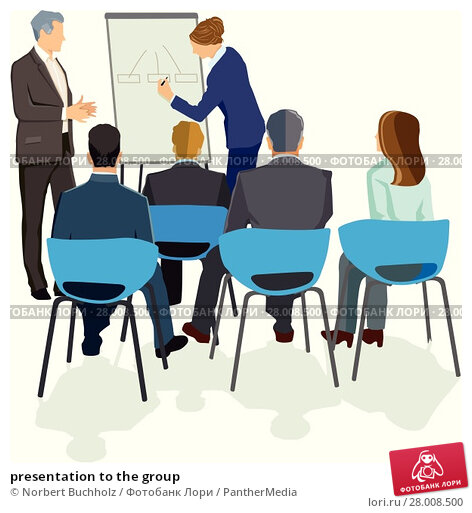 ФОТОБАНК ЛОРИ · 28.008.500 · ФОТОБАНК ЛОРИ · 28.008.500 · ФОТОБАНК ЛОРИ · 28.008.500
ФОТОБАНК ЛОРИ · 28.008.500 · ФОТОБАНК ЛОРИ · 28.008.500 · ФОТОБАНК ЛОРИ · 28.008.500
presentation to the group
© Norbert Buchholz / Фотобанк Лори / PantherMedia
ФОТОБАНК ЛОРИ
lori.ru/28.008.500